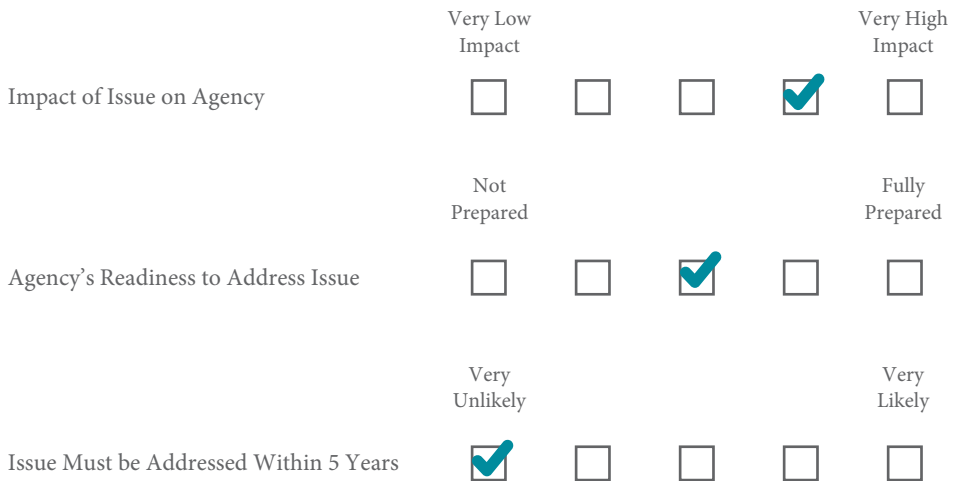 Very Low Very High
Impact Impact
Impact of Issue on Agency
Not Fully
Prepared Prepared
Agency’s Readiness to Address Issue
Very Very
Unlikely Likely
Issue Must be Addressed Within 5 Years